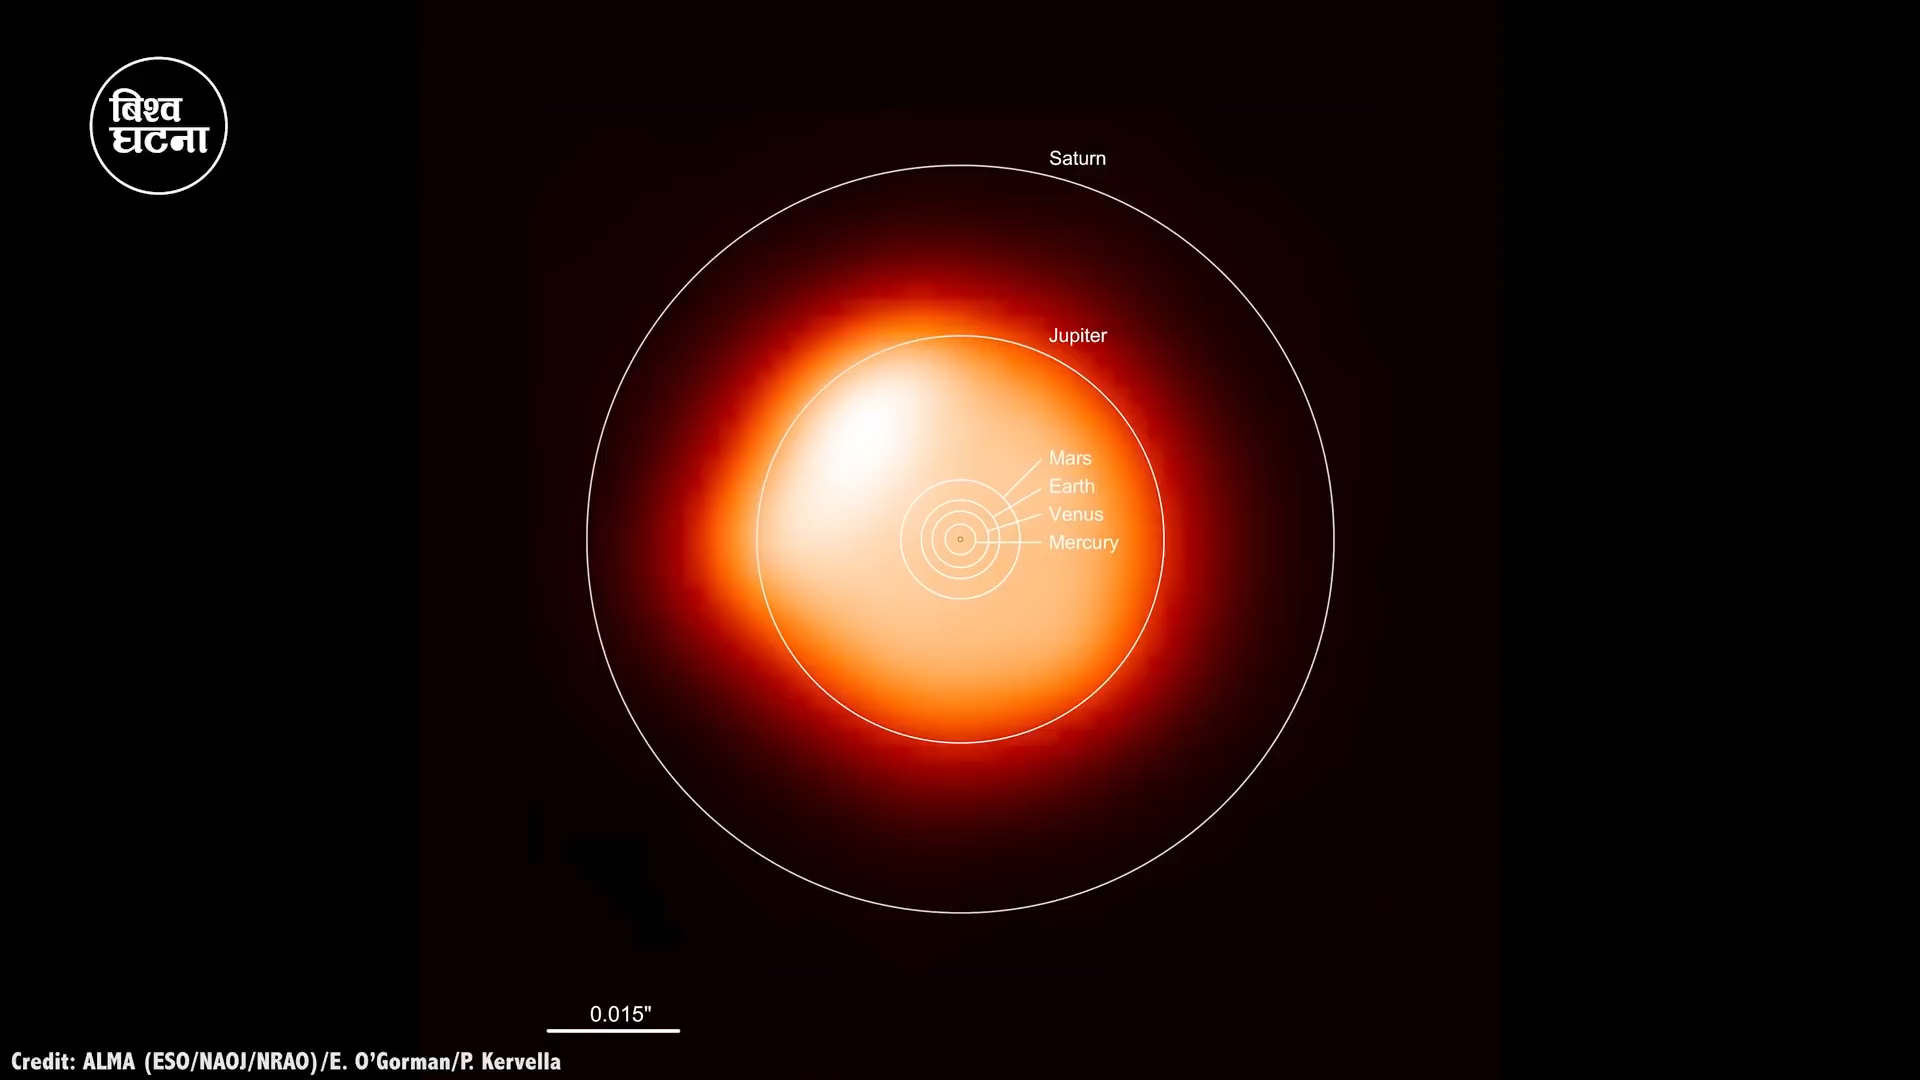 बिश्व
घटना
Saturn
Jupiter
Mars
Earth
Venus
Mercury
0.015"
Credit: ALMA (ESO/NAOJ/NRAO)/E. O’Gorman/P. Kervella